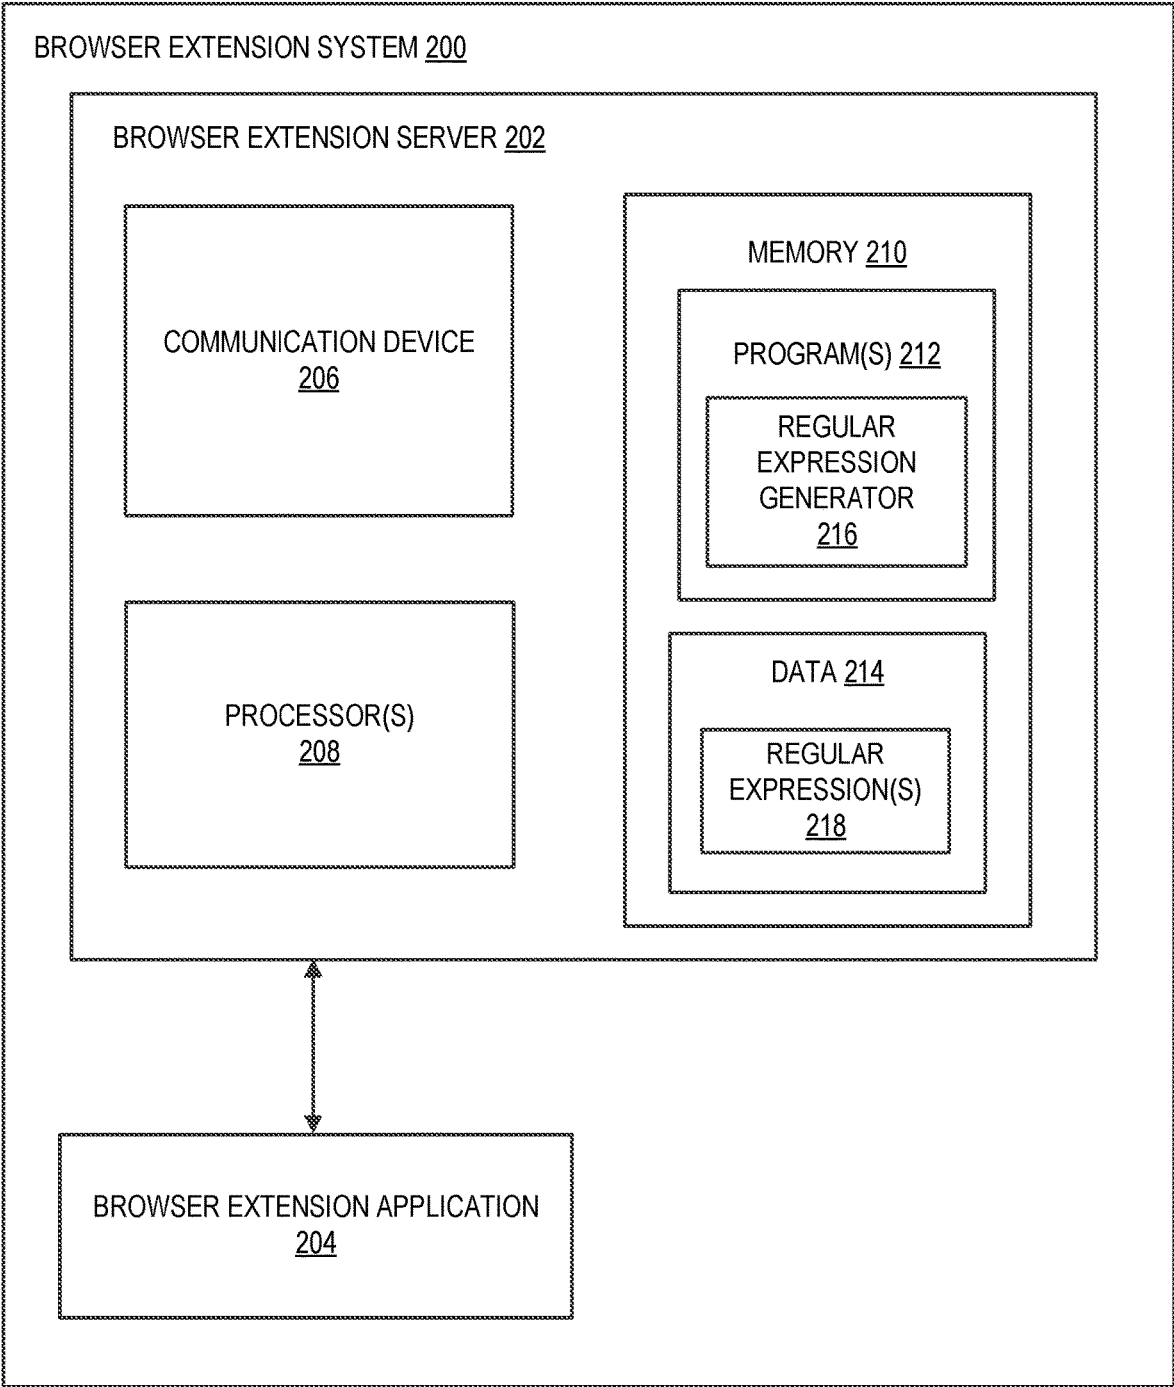 BROWSER EXTENSION SYSTEM 200
BROWSER EXTENSION SERVER 202
COMMUNICATION DEVICE
206
PROCESSOR(S)
208
MEMORY 210
PROGRAM(S) 212
REGULAR
EXPRESSION
GENERATOR
216
DATA 214
REGULAR
EXPRESSION(S)
218
BROWSER EXTENSION APPLICATION
204